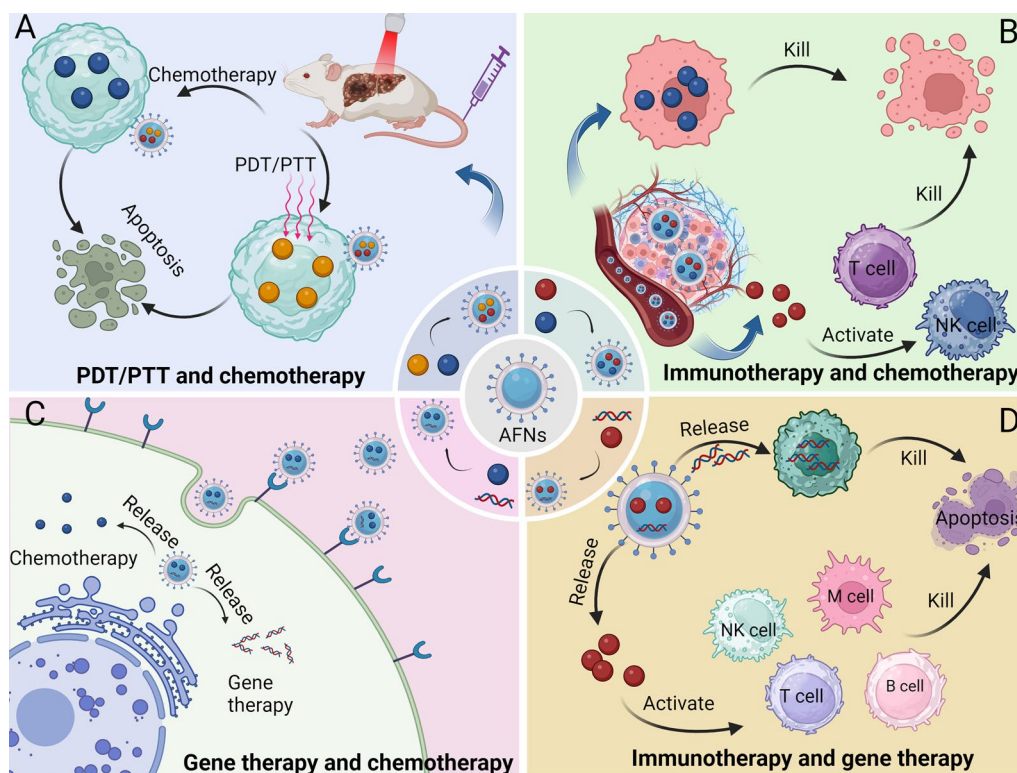 A
Chemotherapy
PDT/PTT
Apoptosis
PDT/PTT and chemotherapy
B
Kill
Kill
T cell
NK cell
Activate
Immunotherapy and chemotherapy
AFNs
C
Release
Chemotherapy
Release
Gene
therapy
Gene therapy and chemotherapy
D
Release
Kill
Apoptosis
Release
M cell
Kill
NK cell
T cell
B cell
Activate
Immunotherapy and gene therapy